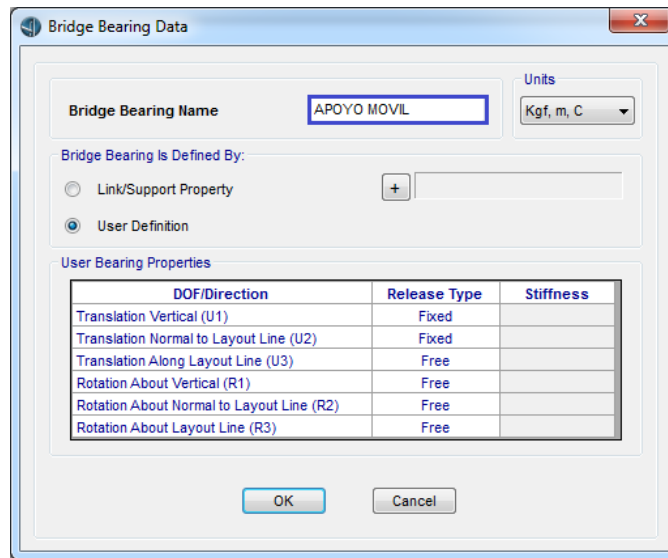 Bridge Bearing Data
Units
Bridge Bearing Name APOYO MOVIL Kgf, m, C
Bridge Bearing Is Defined By:
Link/Support Property +
User Definition
User Bearing Properties
DOF/Direction Release Type Stiffness
Translation Vertical (U1) Fixed
Translation Normal to Layout Line (U2) Fixed
Translation Along Layout Line (U3) Free
Rotation About Vertical (R1) Free
Rotation About Normal to Layout Line (R2) Free
Rotation About Layout Line (R3) Free
OK Cancel